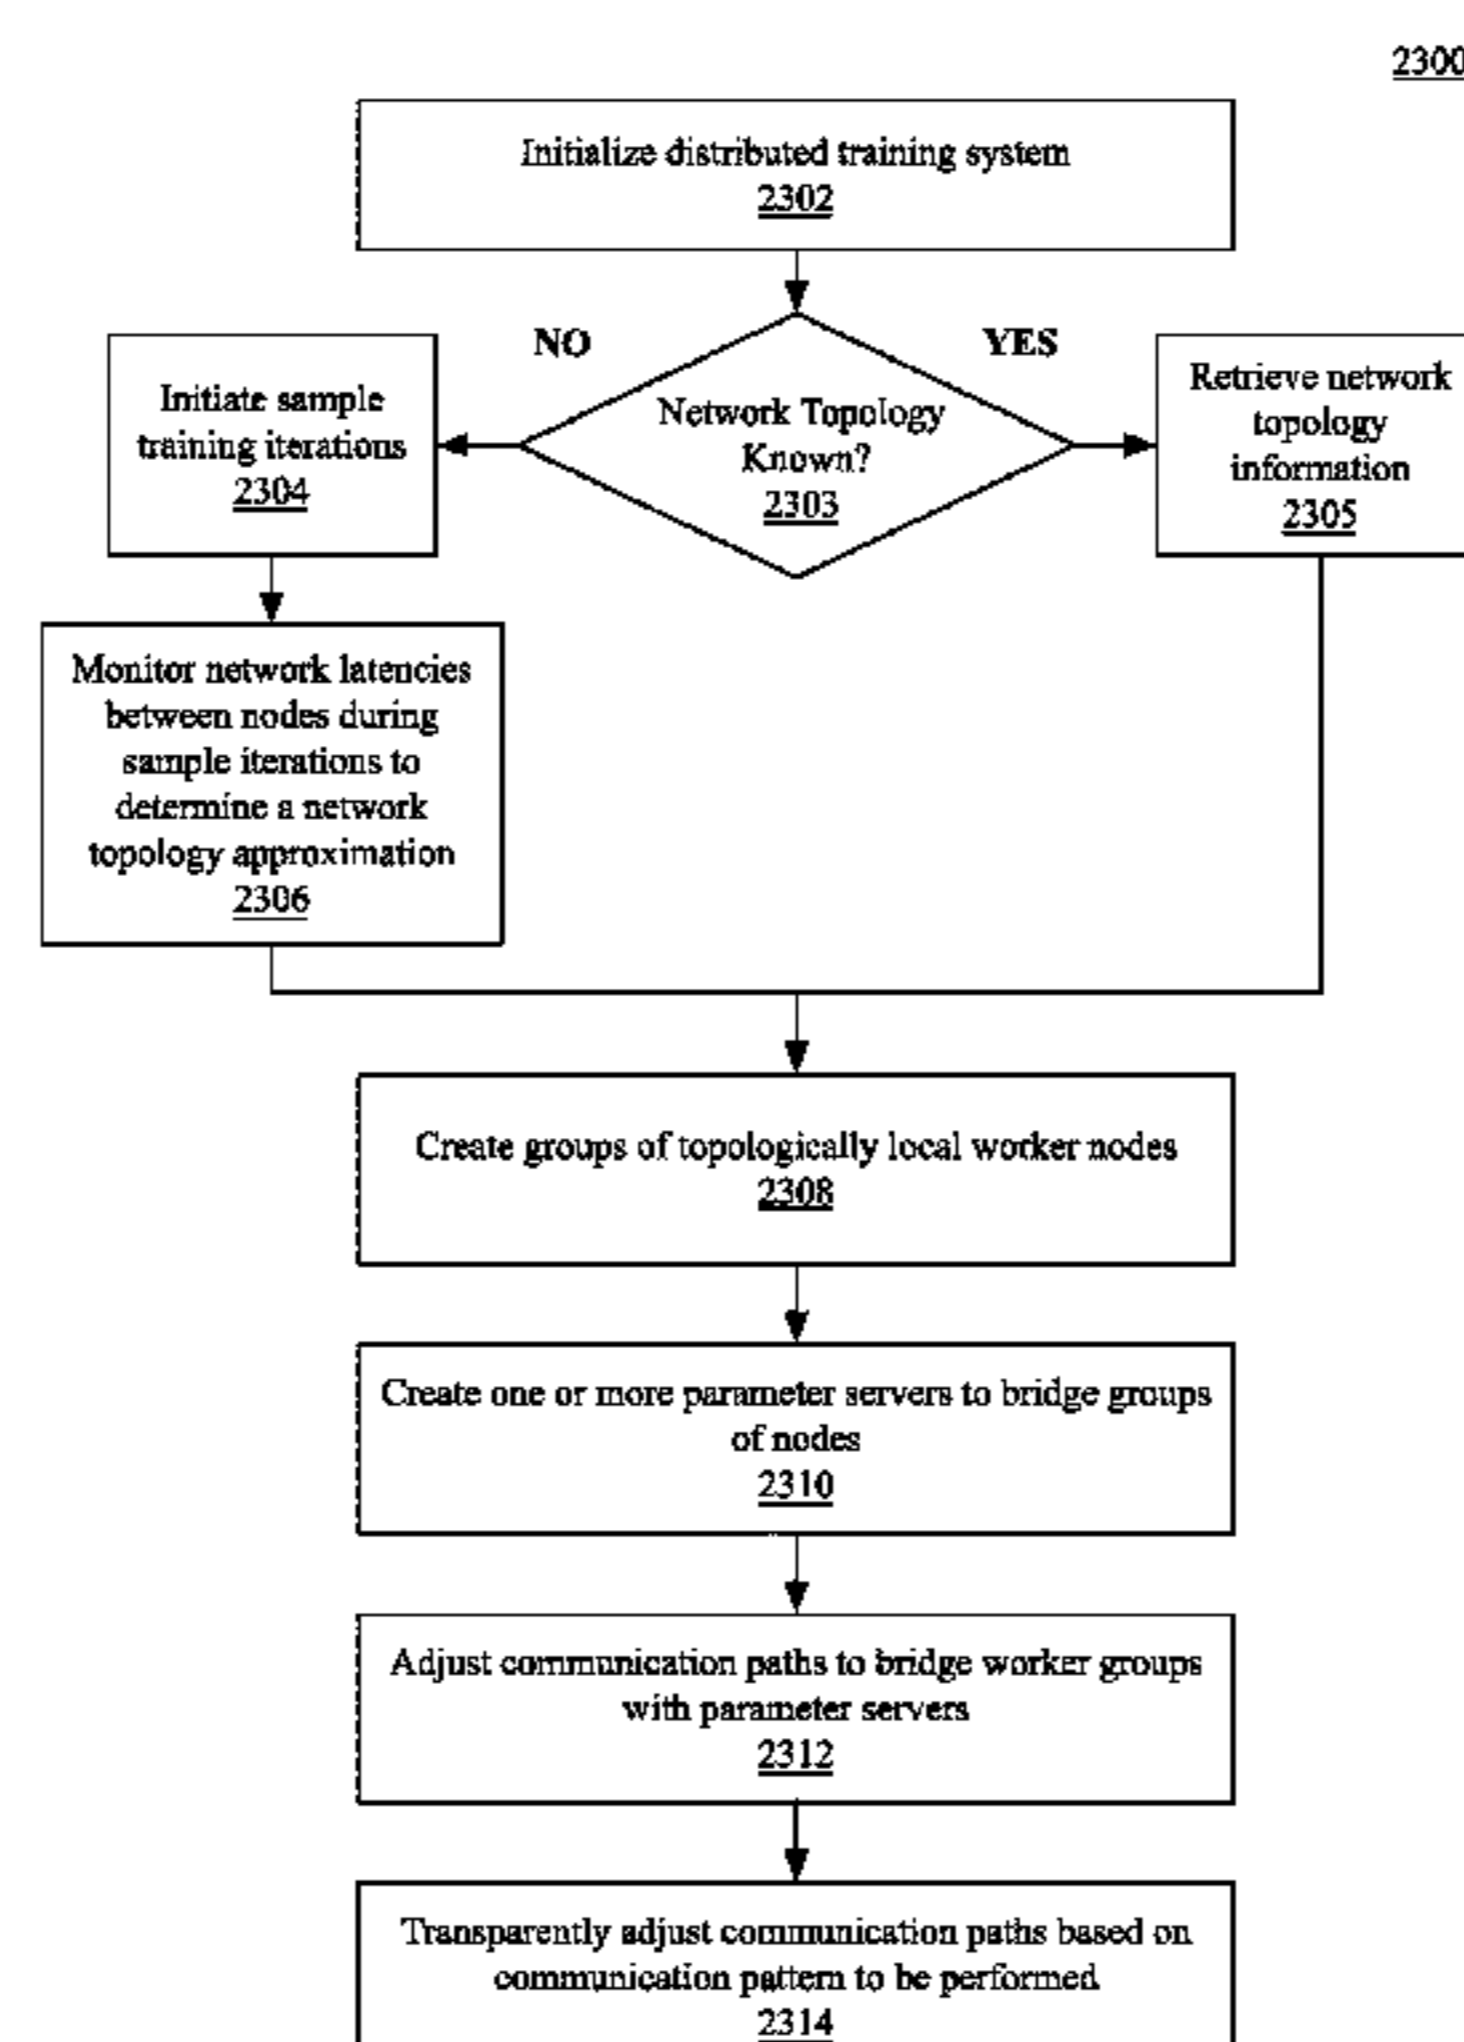 2300
Initialize distributed training system
2302
NO
YES
Initiate sample
training iterations
2304
Network Topology
Known?
2303
Retrieve network
topology
information
2305
Monitor network latencies
between nodes during
sample iterations to
determine a network
topology approximation
2306
Create groups of topologically local worker nodes
2308
Create one or more parameter servers to bridge groups
of nodes
2310
Adjust communication paths to bridge worker groups
with parameter servers
2312
Transparently adjust communication paths based on
communication pattern to be performed
2314